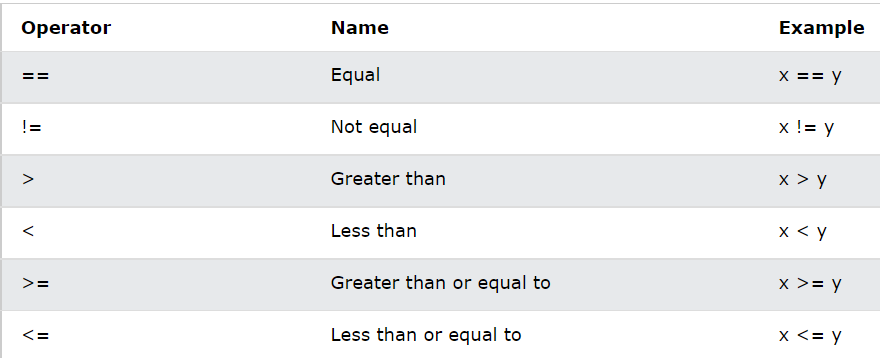 Operator Name Example
== Equal x == y
!= Not equal x != y
> Greater than x > y
< Less than x < y
>= Greater than or equal to x >= y
<= Less than or equal to x <= y